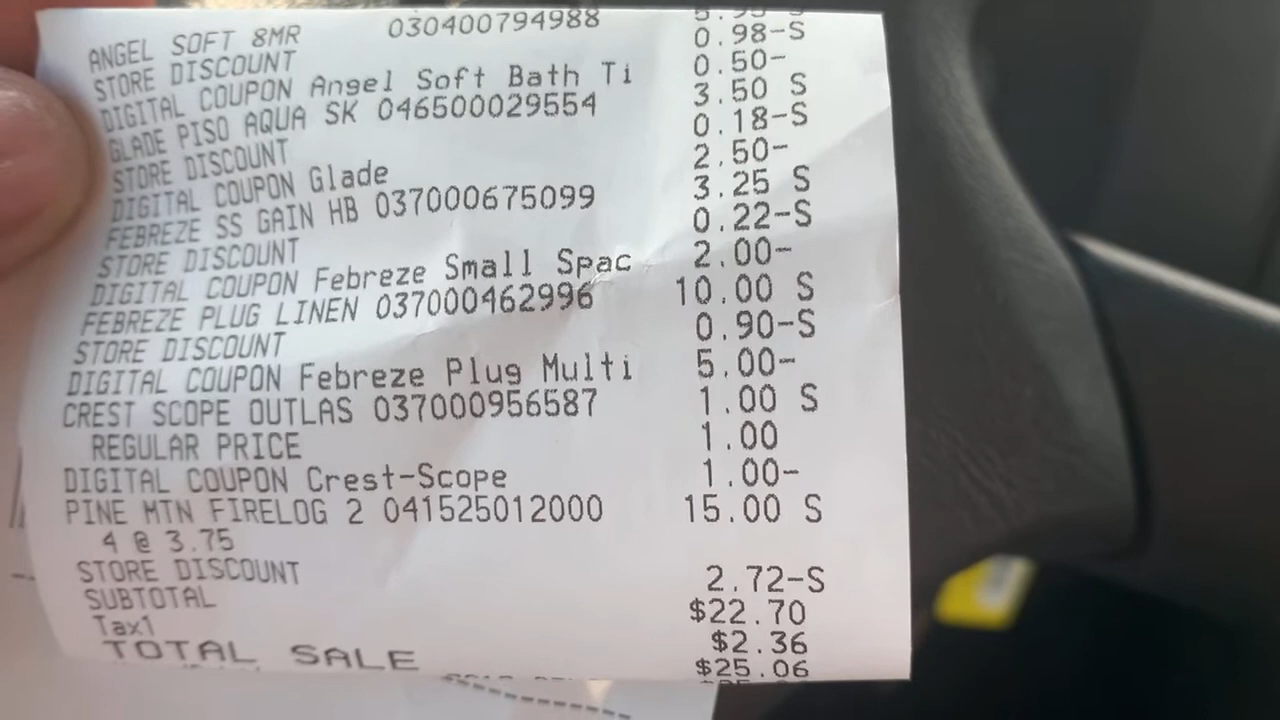 ANGEL SOFT 8MR 030400794988 5.95 S
STORE DISCOUNT 0.98-S
DIGITAL COUPON Angel Soft Bath Ti 0.50-
GLADE PISO AQUA SK 046500029554 3.50 S
STORE DISCOUNT 0.18-S
DIGITAL COUPON Glade 2.50-
FEBREZE SS GAIN HB 037000675099 3.25 S
STORE DISCOUNT 0.22-S
DIGITAL COUPON Febreze Small Spac 2.00-
FEBREZE PLUG LINEN 037000462996 10.00 S
STORE DISCOUNT 0.90-S
DIGITAL COUPON Febreze Plug Multi 5.00-
CREST SCOPE OUTLAS 037000956587 1.00 S
REGULAR PRICE 1.00
DIGITAL COUPON Crest-Scope 1.00-
PINE MTN FIRELOG 2 041525012000 15.00 S
4 @ 3.75
STORE DISCOUNT 2.72-S
SUBTOTAL $22.70
Tax1 $2.36
TOTAL SALE $25.06